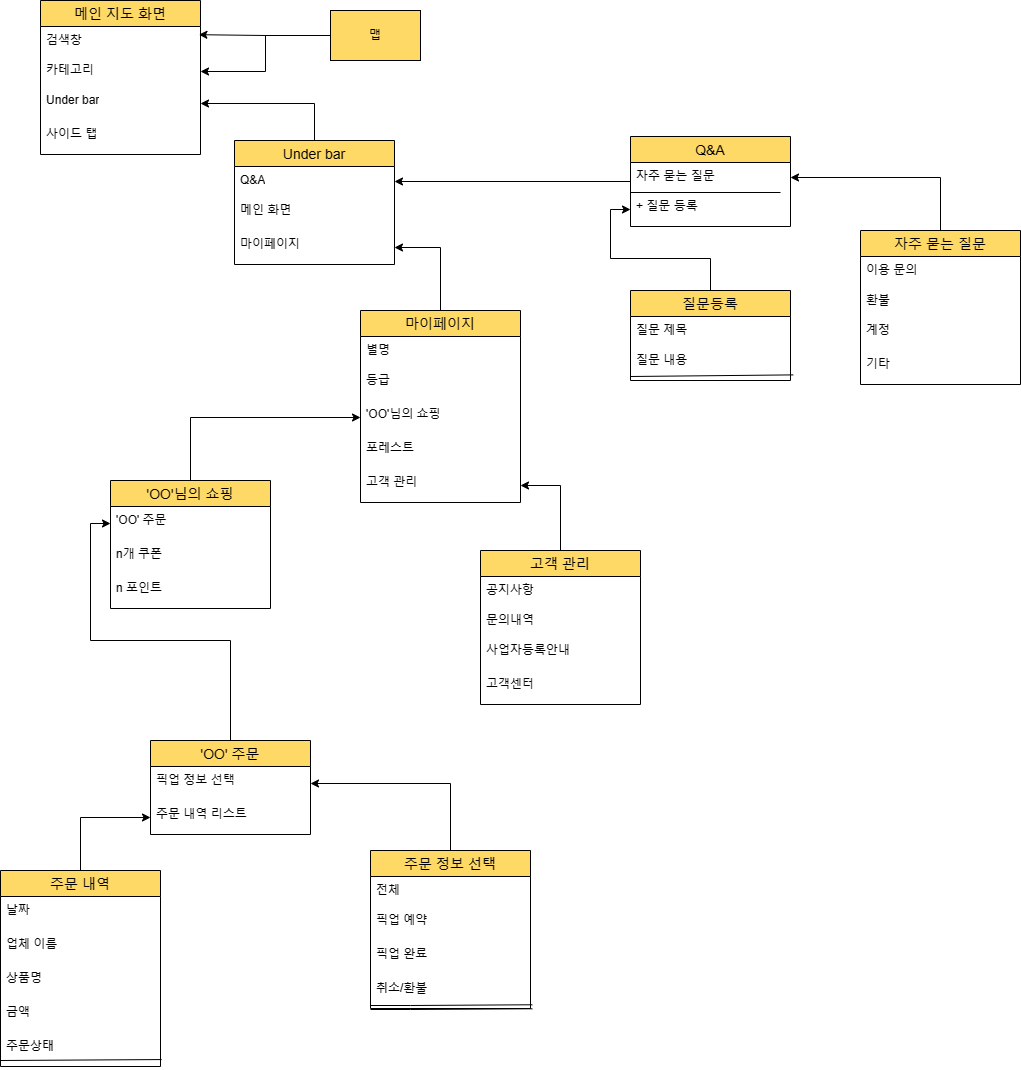 메인 지도 화면
검색창
카테고리
Under bar
사이드 탭
맵
Under bar
Q&A
메인 화면
마이페이지
Q&A
자주 묻는 질문
+ 질문 등록
자주 묻는 질문
이용 문의
환불
계정
기타
질문등록
질문 제목
질문 내용
마이페이지
별명
등급
'OO'님의 쇼핑
포레스트
고객 관리
'OO'님의 쇼핑
'OO' 주문
n개 쿠폰
n 포인트
고객 관리
공지사항
문의내역
사업자등록안내
고객센터
'OO' 주문
픽업 정보 선택
주문 내역 리스트
주문 정보 선택
전체
픽업 예약
픽업 완료
취소/환불
주문 내역
날짜
업체 이름
상품명
금액
주문상태